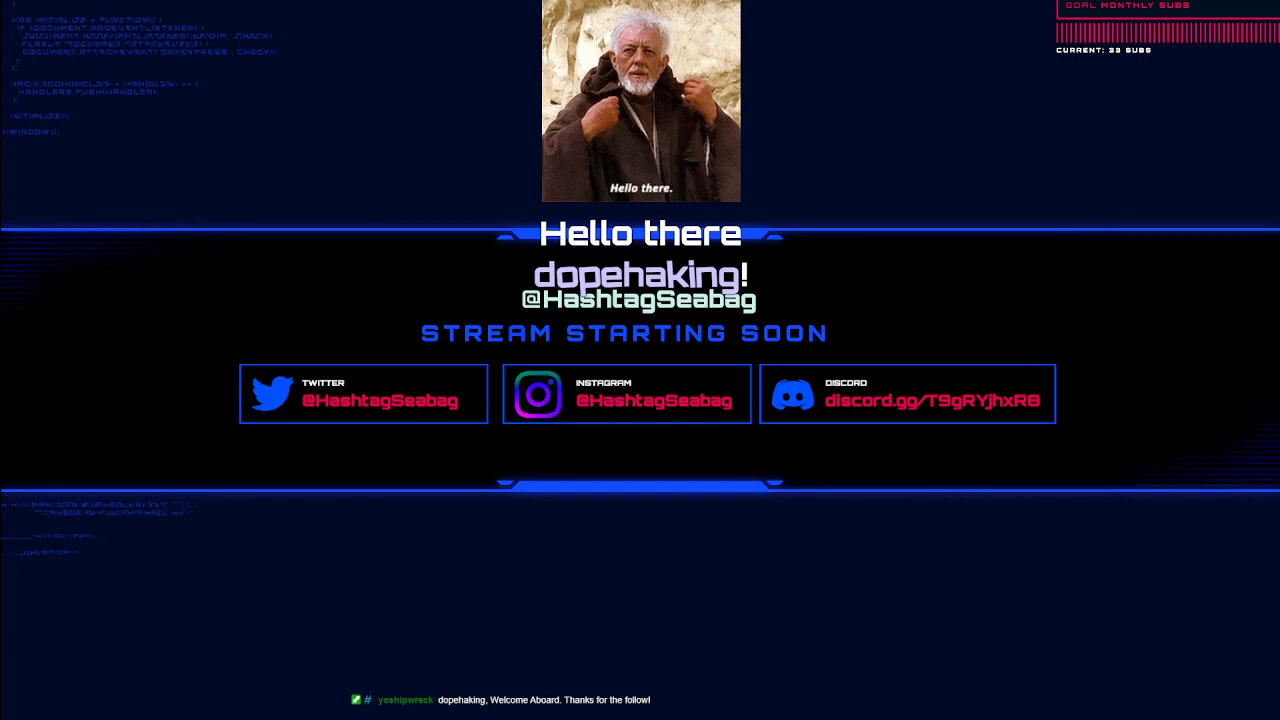 GOAL MONTHLY SUBS
CURRENT: 33 SUBS
Hello there.
Hello there
dopehaking!
@HashtagSeabag
STREAM STARTING SOON
TWITTER
@HashtagSeabag
INSTAGRAM
@HashtagSeabag
DISCORD
discord.gg/T9gRYjhxR8
# yoshipwreck dopehaking, Welcome Aboard. Thanks for the follow!